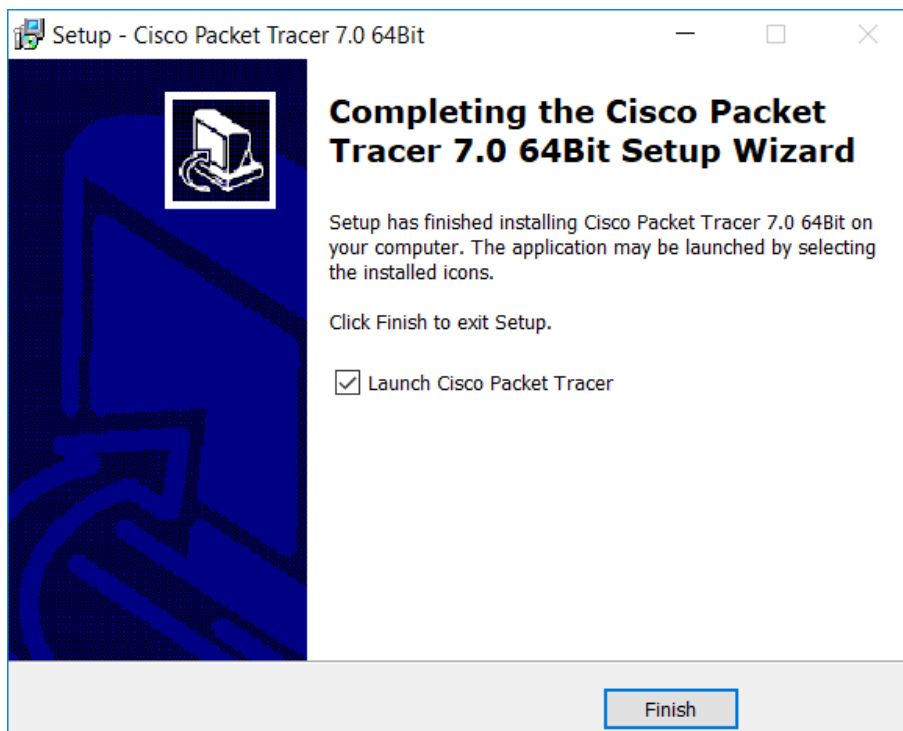 Setup - Cisco Packet Tracer 7.0 64Bit
Completing the Cisco Packet
Tracer 7.0 64Bit Setup Wizard
Setup has finished installing Cisco Packet Tracer 7.0 64Bit on
your computer. The application may be launched by selecting
the installed icons.
Click Finish to exit Setup.
Launch Cisco Packet Tracer
Finish